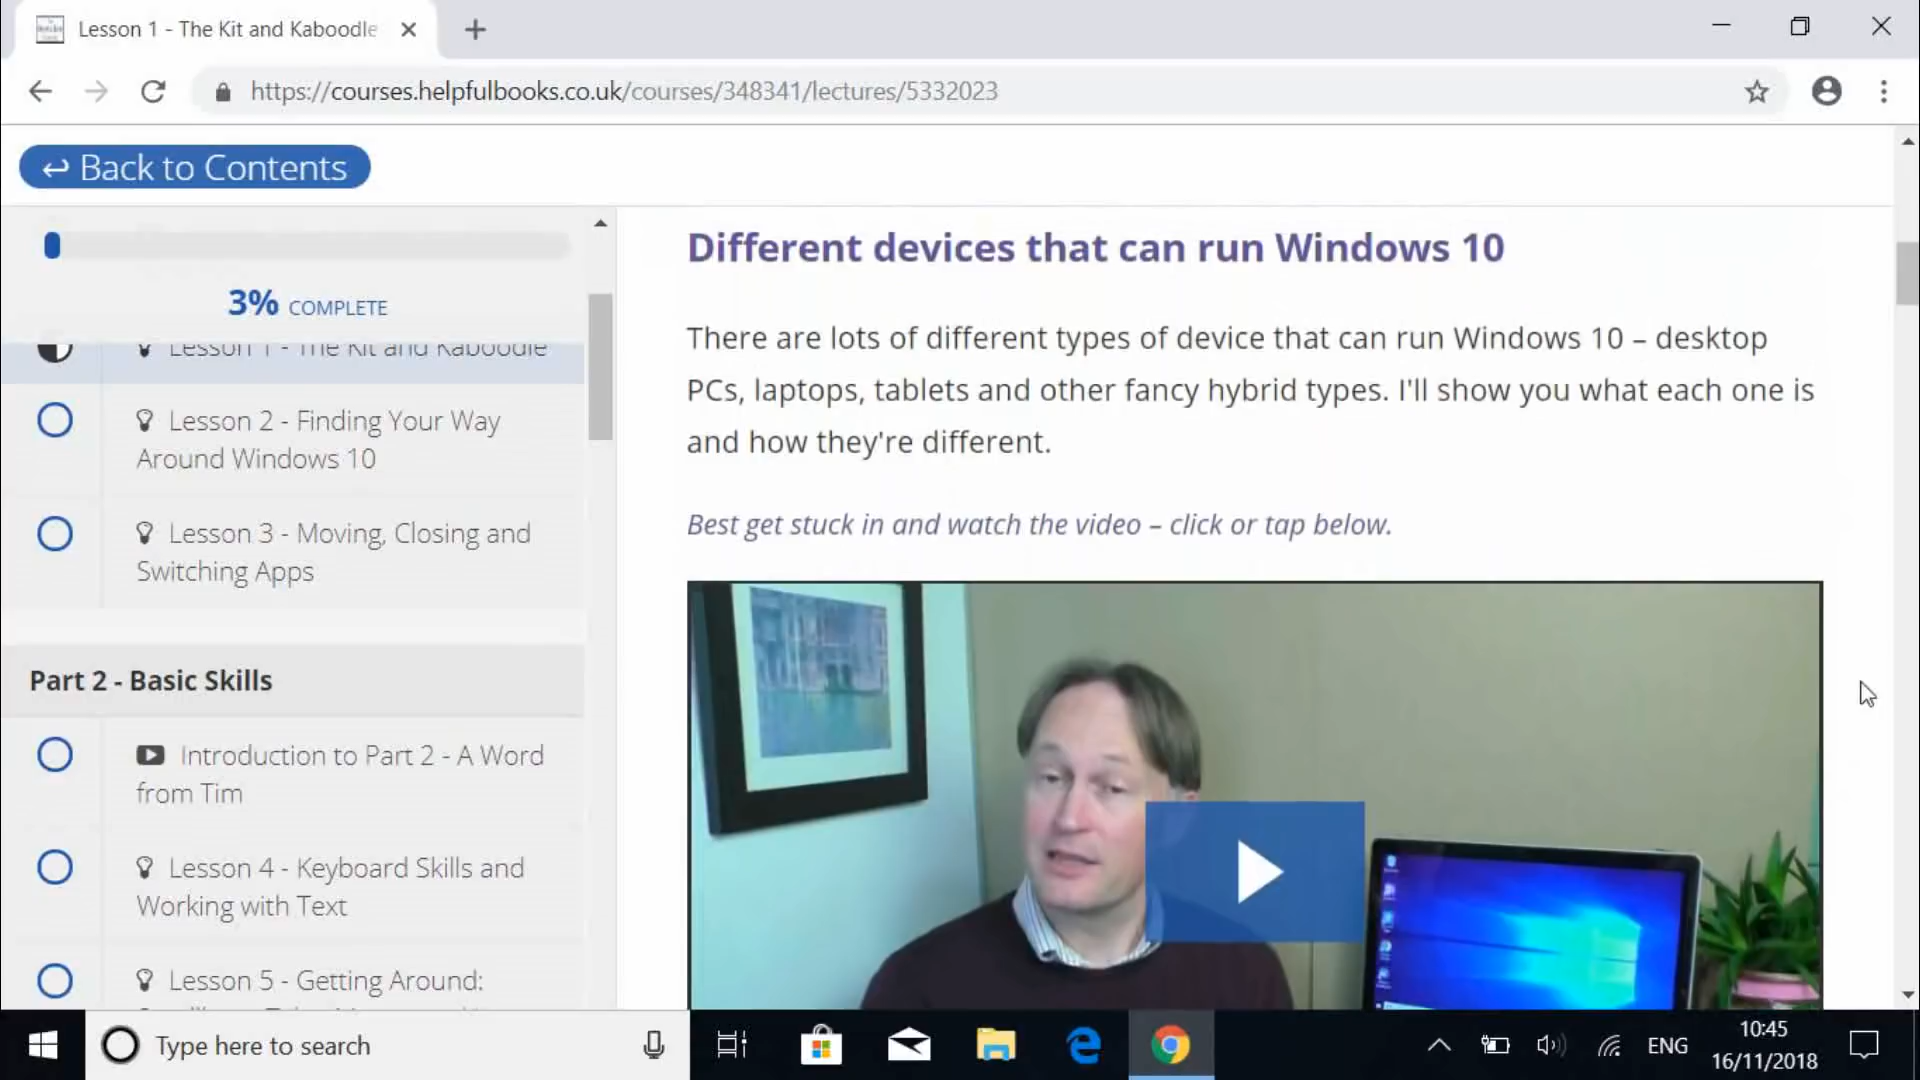 Lesson 1 - The Kit and Kaboodle
https://courses.helpfulbooks.co.uk/courses/348341/lectures/5332023
Back to Contents
3% COMPLETE
Lesson 1 - The Kit and Kaboodle
Lesson 2 - Finding Your Way
Around Windows 10
Lesson 3 - Moving, Closing and
Switching Apps
Part 2 - Basic Skills
Introduction to Part 2 - A Word
from Tim
Lesson 4 - Keyboard Skills and
Working with Text
Lesson 5 - Getting Around:
Different devices that can run Windows 10
There are lots of different types of device that can run Windows 10 – desktop
PCs, laptops, tablets and other fancy hybrid types. I'll show you what each one is
and how they're different.
Best get stuck in and watch the video – click or tap below.
Type here to search
ENG
10:45
16/11/2018